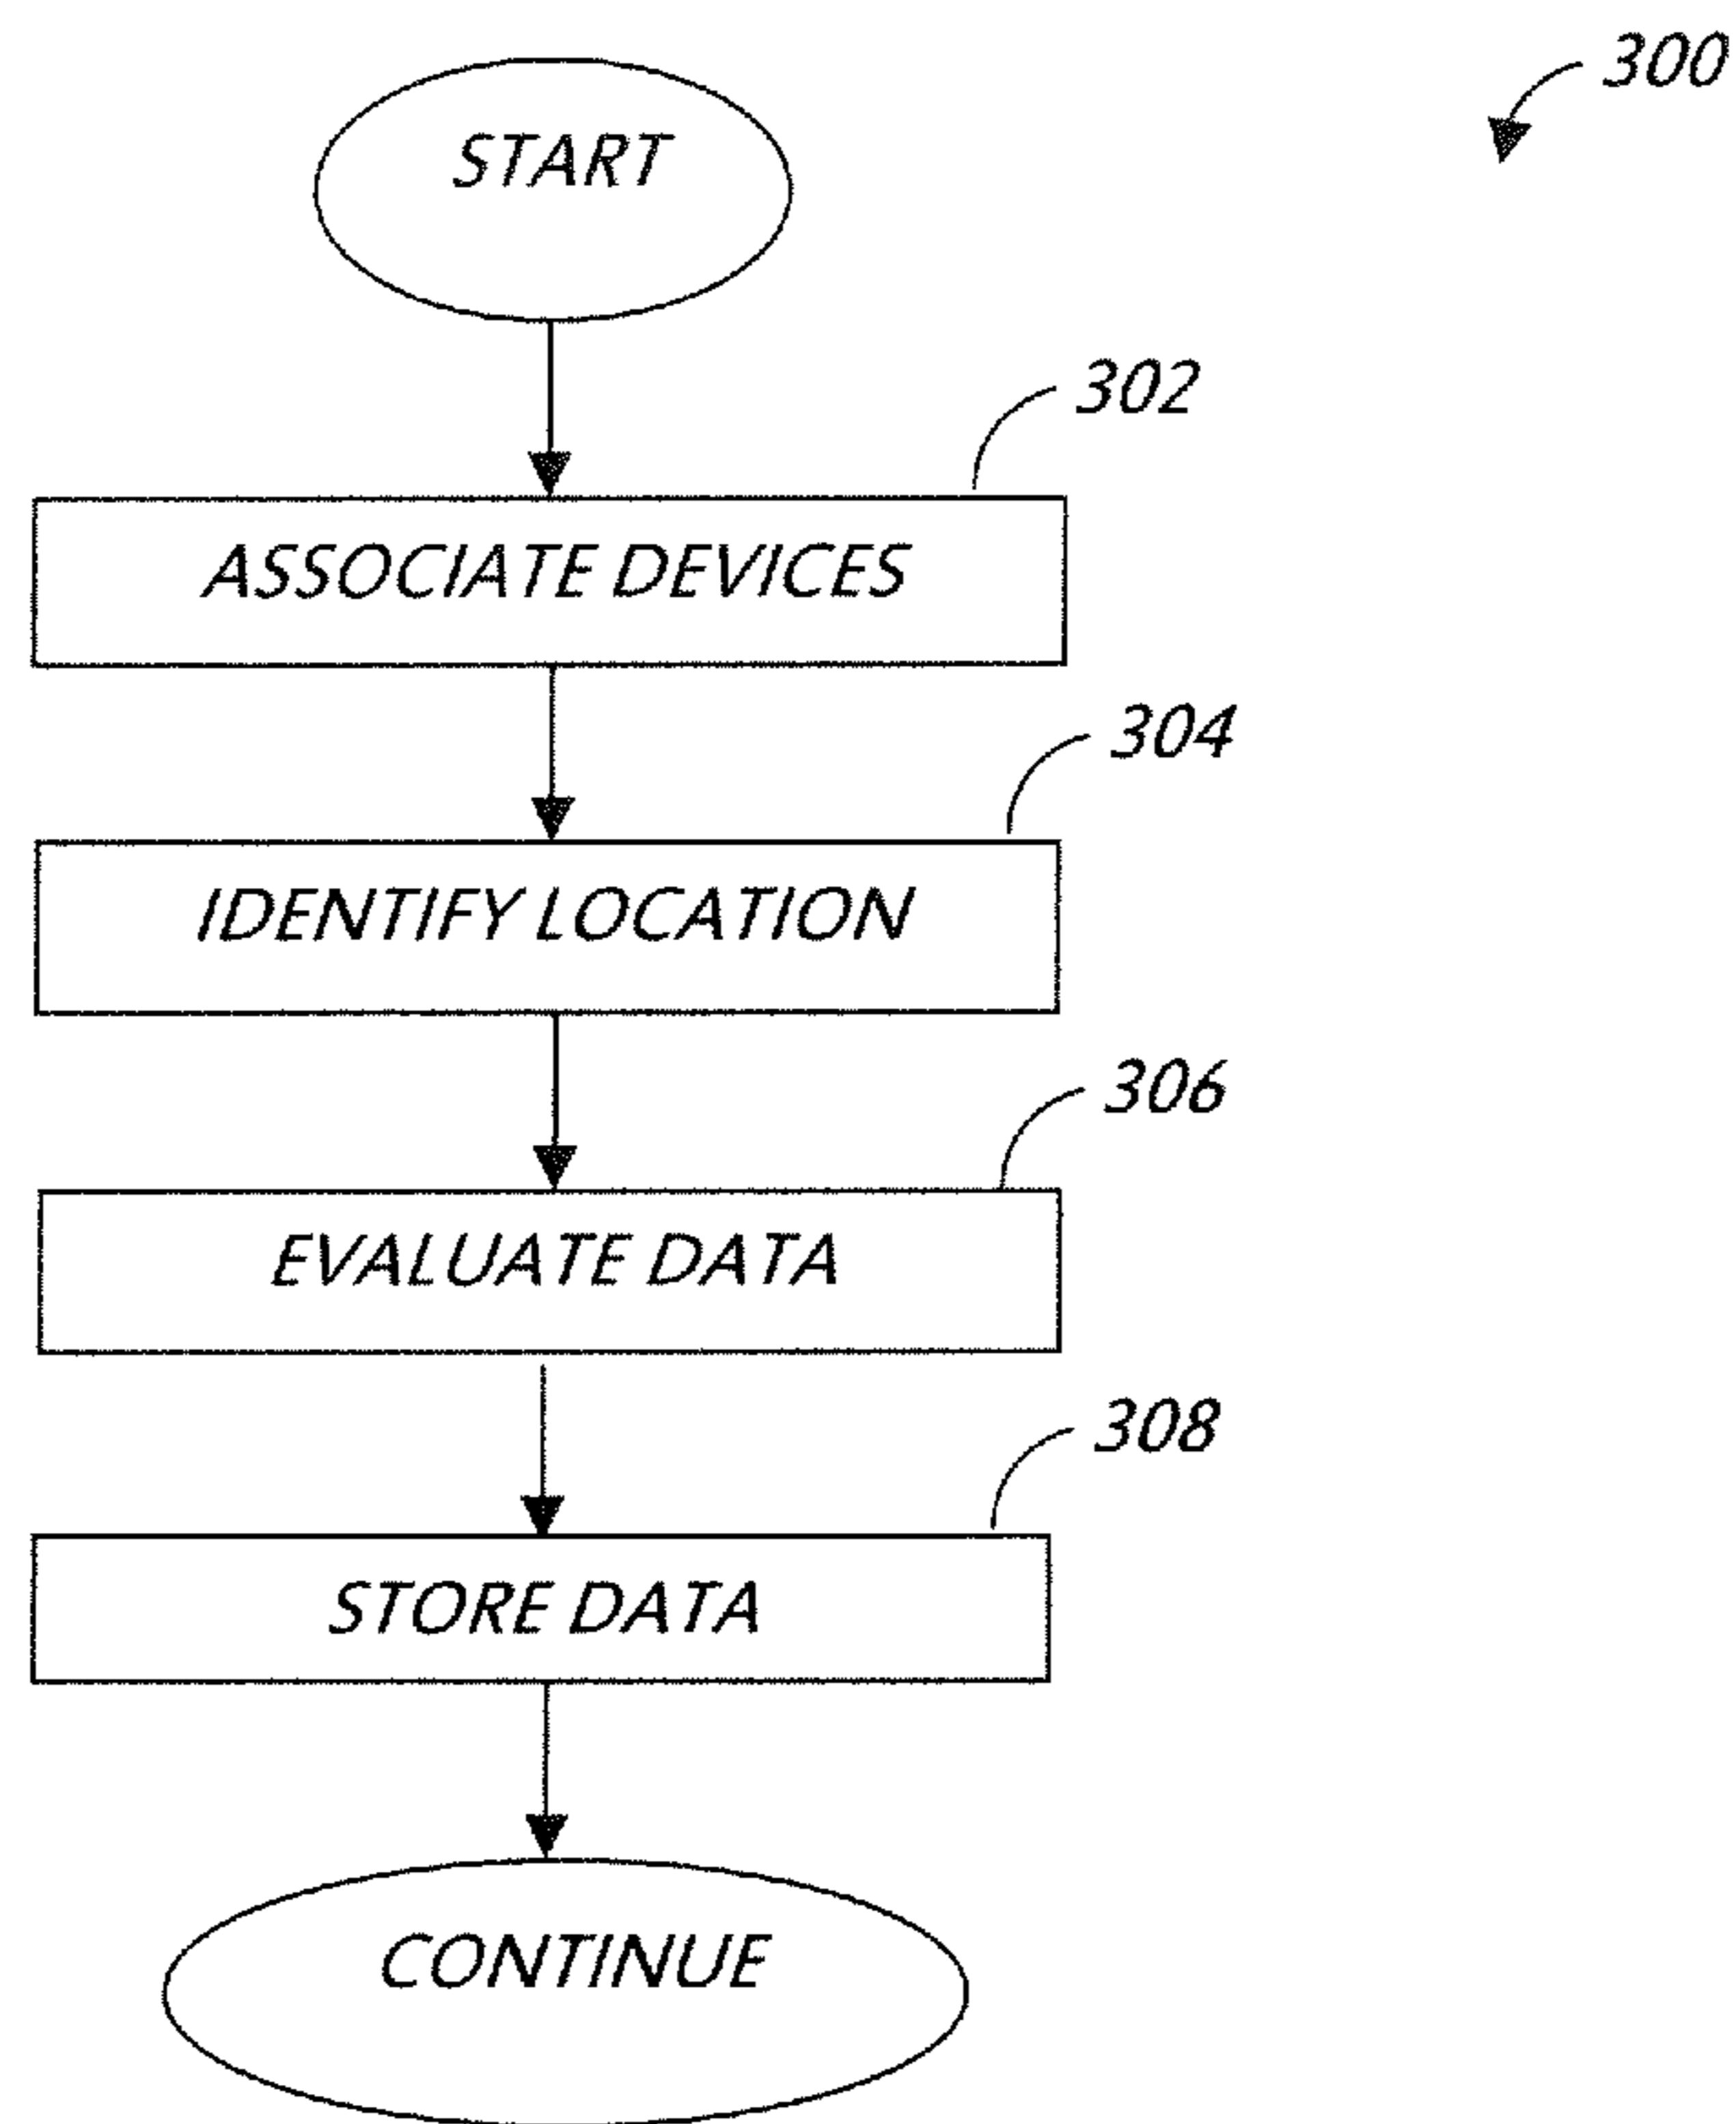 300
START
302
ASSOCIATE DEVICES
304
IDENTIFY LOCATION
306
EVALUATE DATA
308
STORE DATA
CONTINUE